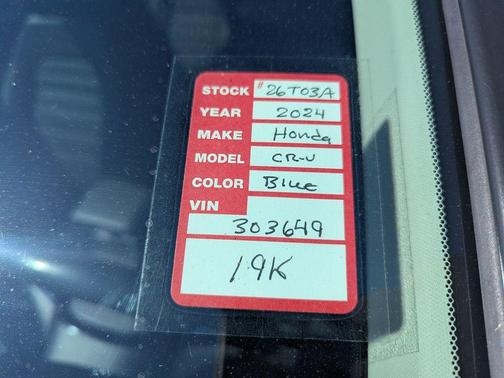 STOCK #26T03A
YEAR 2024
MAKE Honda
MODEL CR-V
COLOR Blue
VIN
303649
19K